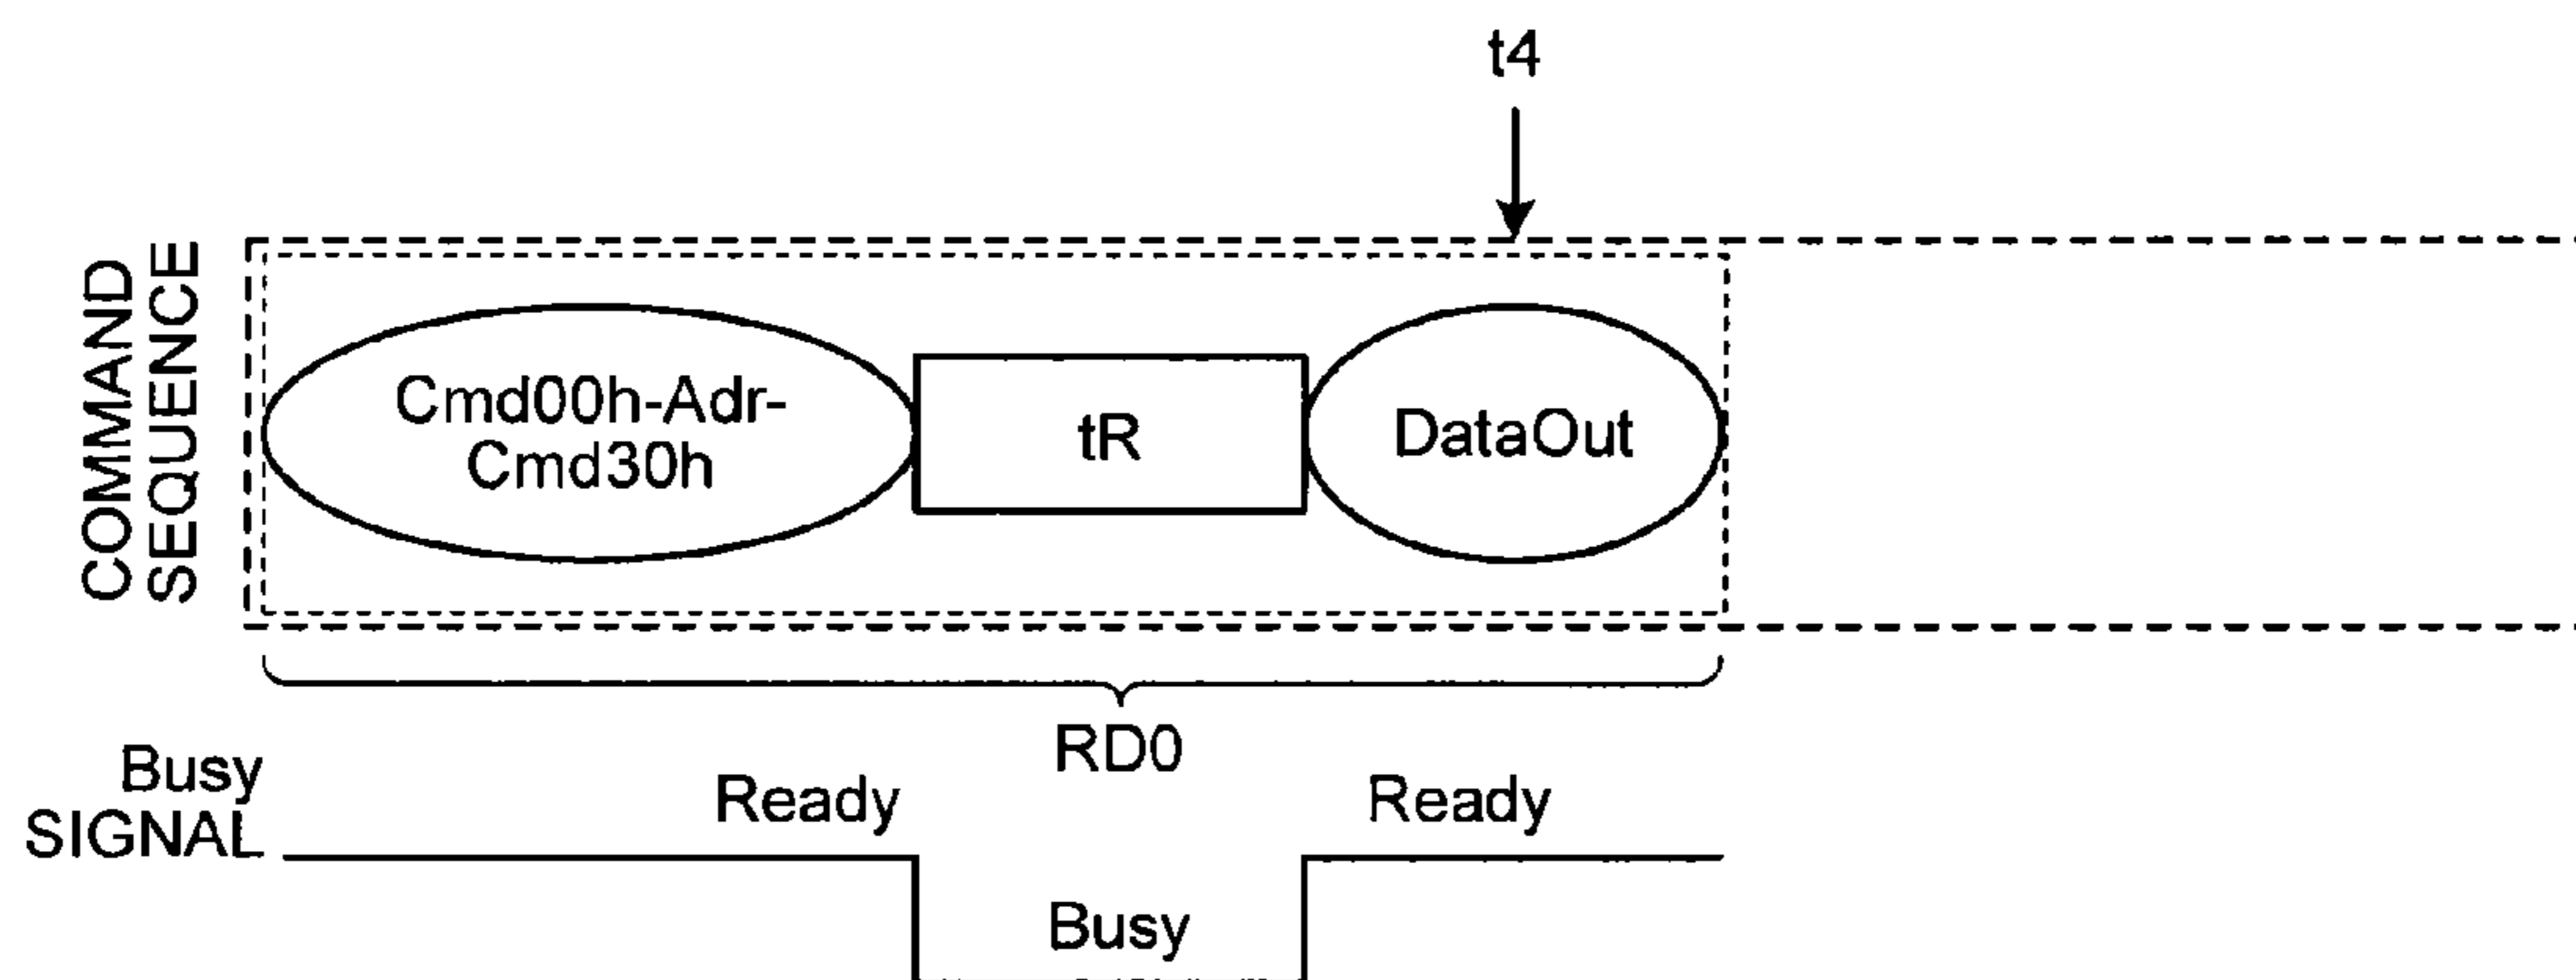 t4
COMMAND
SEQUENCE
Cmd00h-Adr-
Cmd30h
tR
DataOut
RD0
Busy
SIGNAL
Ready
Ready
Busy